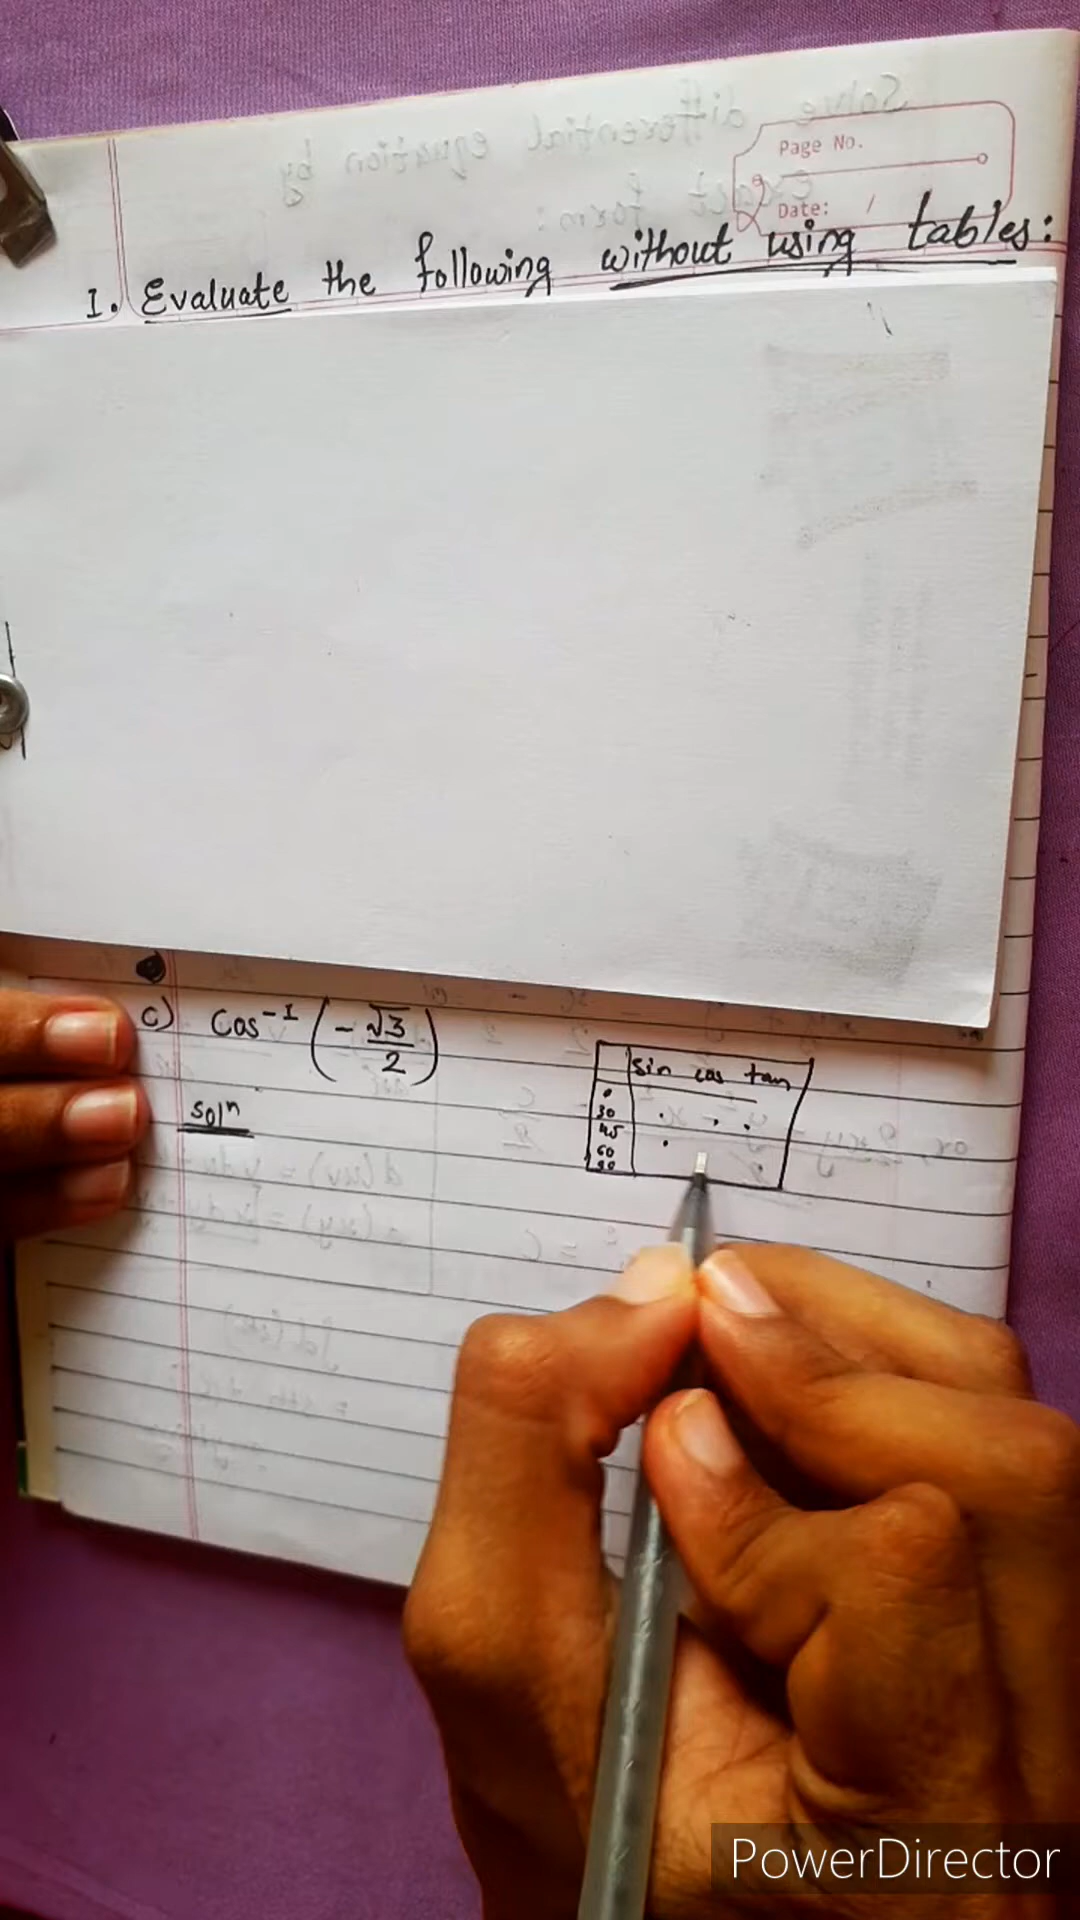 Page No.
Date: /
I. Evaluate the following without using tables:
c) Cos⁻¹ (-√3/2)
solⁿ
sin cos tan
0
30
45
60
90
PowerDirector